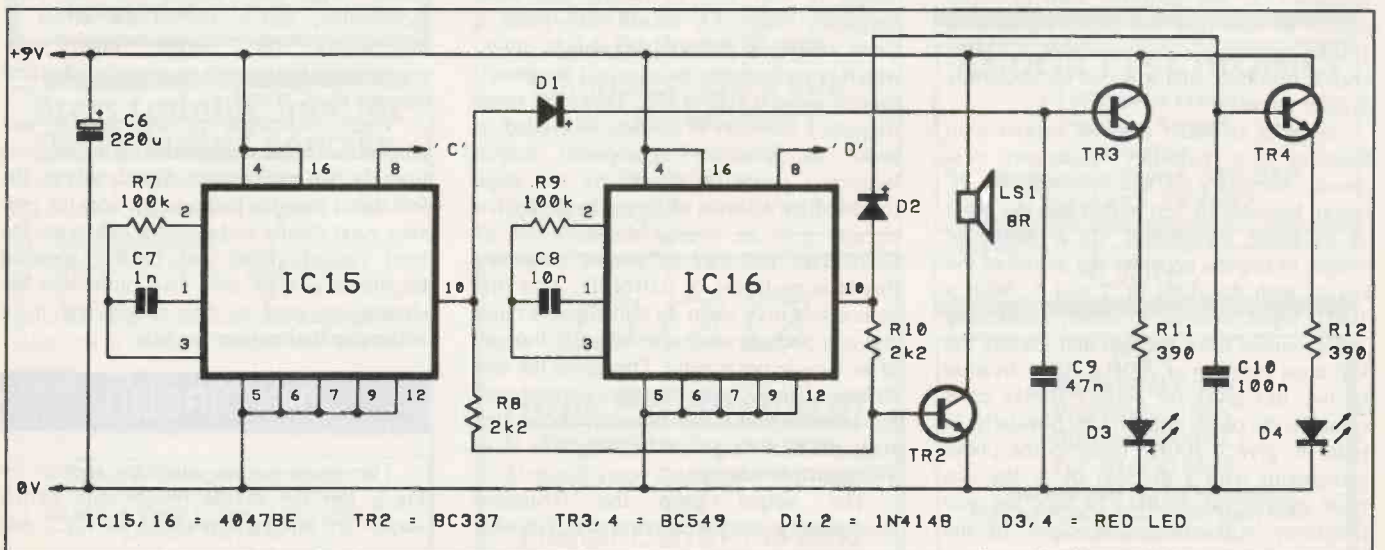 +9V
+
C6
220u
0V
R7
100k
C7
1n
2
1
3
4
16
8
'C'
IC15
10
5
6
7
9
12
D1
+
R8
2k2
R9
100k
C8
10n
2
1
3
4
16
8
'D'
IC16
10
5
6
7
9
12
D2
+
R10
2k2
TR2
LS1
BR
C9
47n
TR3
R11
390
D3
+
C10
100n
TR4
R12
390
D4
+
IC15/16 = 4047BE TR2 = BC337 TR3,4 = BC549 D1,2 = 1N4148 D3,4 = RED LED